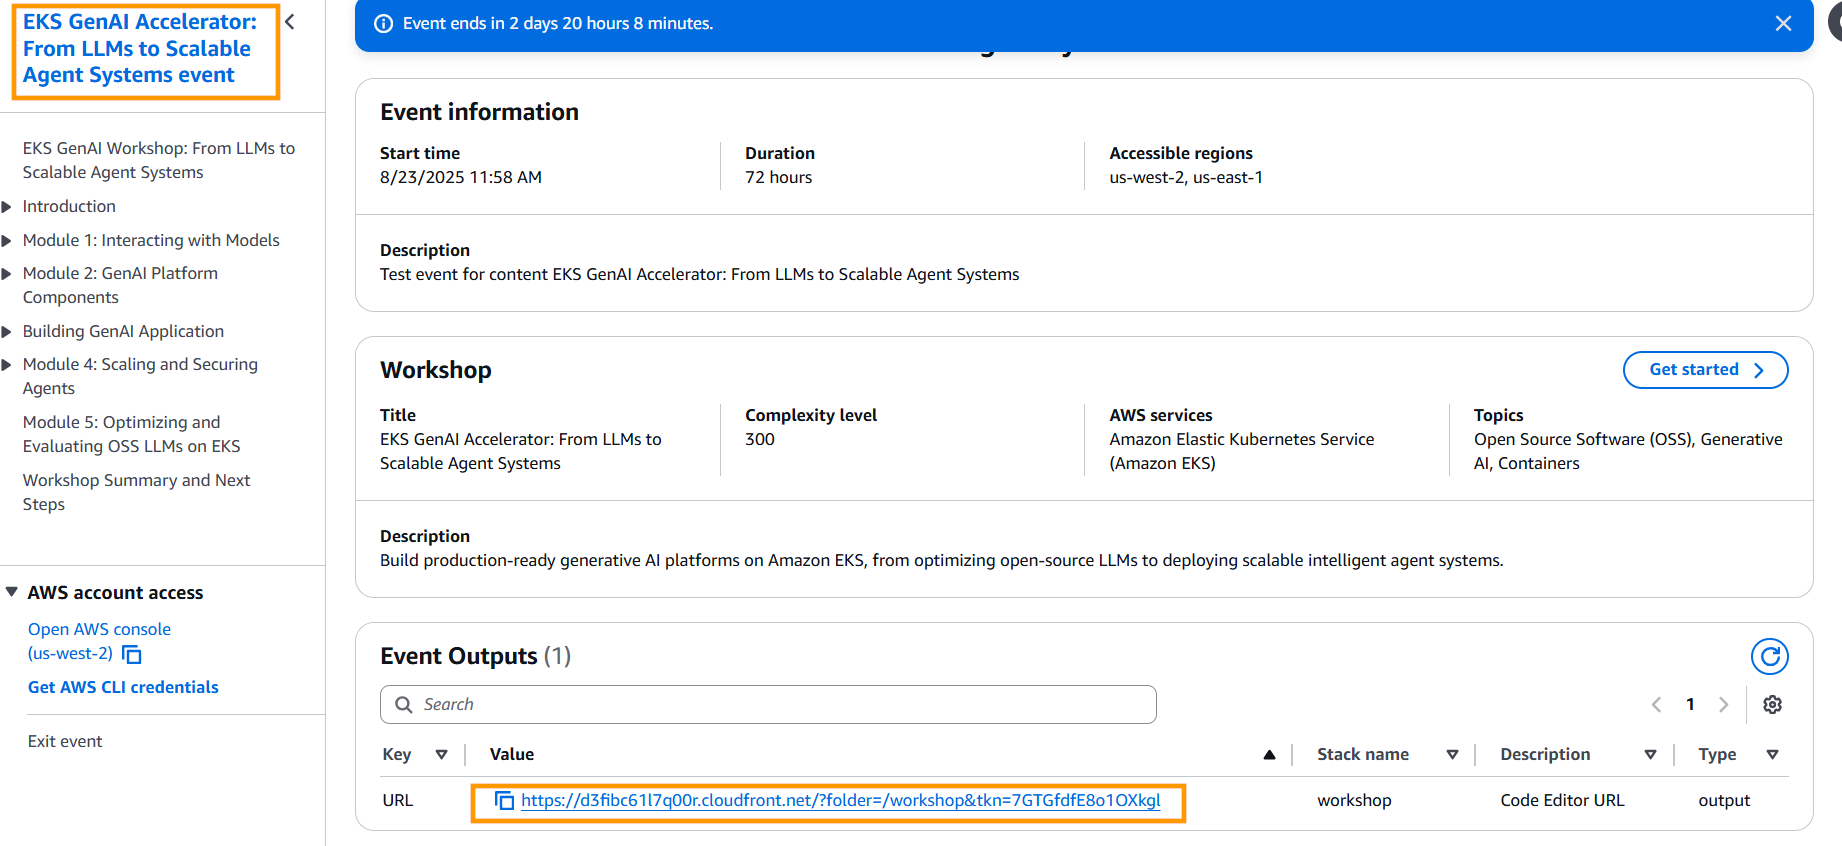 EKS GenAI Accelerator:
From LLMs to Scalable
Agent Systems event
EKS GenAI Workshop: From LLMs to
Scalable Agent Systems
Introduction
Module 1: Interacting with Models
Module 2: GenAI Platform
Components
Building GenAI Application
Module 4: Scaling and Securing
Agents
Module 5: Optimizing and
Evaluating OSS LLMs on EKS
Workshop Summary and Next
Steps
AWS account access
Open AWS console
(us-west-2)
Get AWS CLI credentials
Exit event
Event ends in 2 days 20 hours 8 minutes.
Event information
Start time
8/23/2025 11:58 AM
Duration
72 hours
Accessible regions
us-west-2, us-east-1
Description
Test event for content EKS GenAI Accelerator: From LLMs to Scalable Agent Systems
Workshop
Get started
Title
EKS GenAI Accelerator: From LLMs to
Scalable Agent Systems
Complexity level
300
AWS services
Amazon Elastic Kubernetes Service
(Amazon EKS)
Topics
Open Source Software (OSS), Generative
AI, Containers
Description
Build production-ready generative AI platforms on Amazon EKS, from optimizing open-source LLMs to deploying scalable intelligent agent systems.
Event Outputs (1)
Search
1
Key Value Stack name Description Type
URL https://d3fibc61l7q00r.cloudfront.net/?folder=/workshop&tkn=7GTGfdfE8o1OXkgl workshop Code Editor URL output